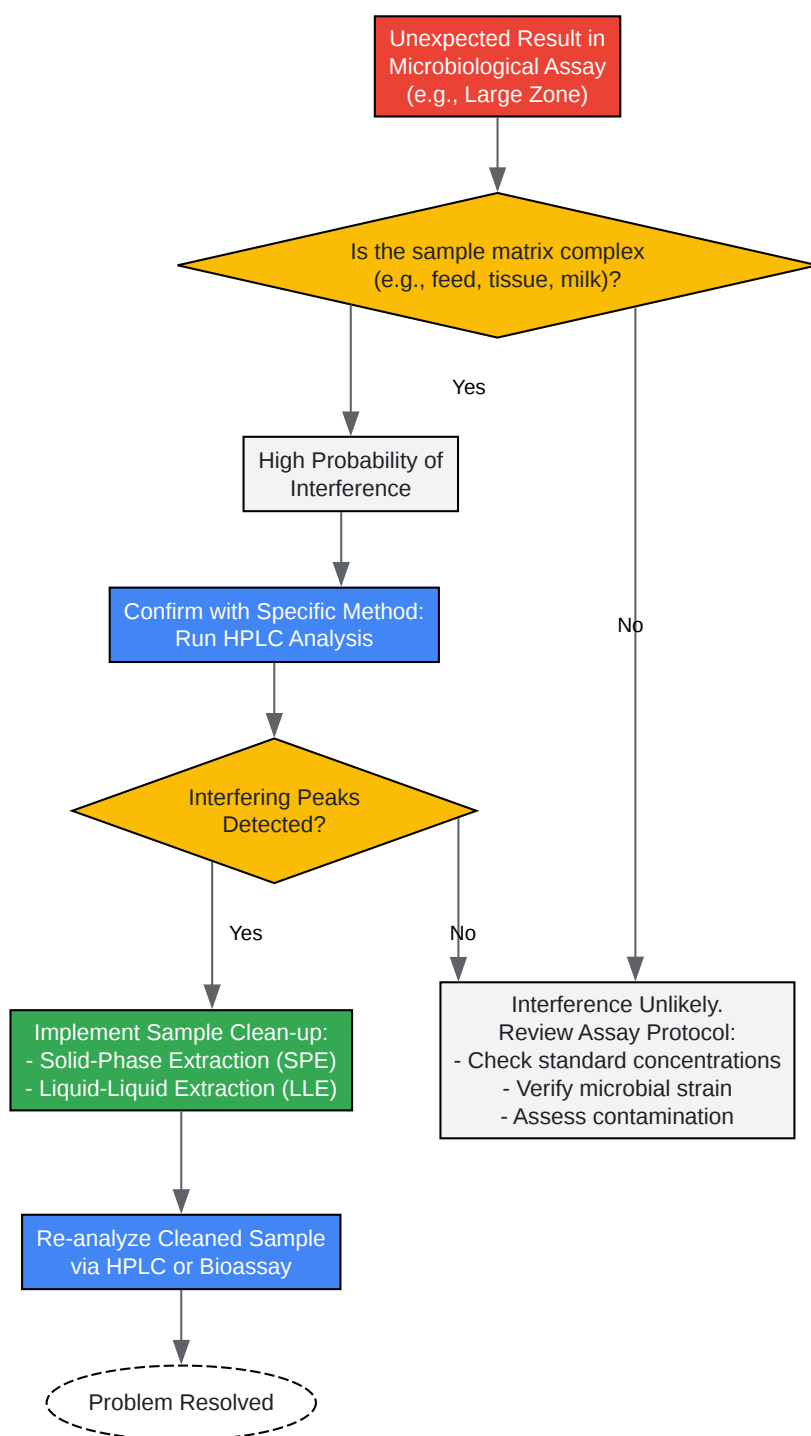 Unexpected Result in
Microbiological Assay
(e.g., Large Zone)
Is the sample matrix complex
(e.g., feed, tissue, milk)?
Yes
High Probability of
Interference
Confirm with Specific Method:
Run HPLC Analysis
No
Interfering Peaks
Detected?
Yes
No
Implement Sample Clean-up:
- Solid-Phase Extraction (SPE)
- Liquid-Liquid Extraction (LLE)
Interference Unlikely.
Review Assay Protocol:
- Check standard concentrations
- Verify microbial strain
- Assess contamination
Re-analyze Cleaned Sample
via HPLC or Bioassay
Problem Resolved